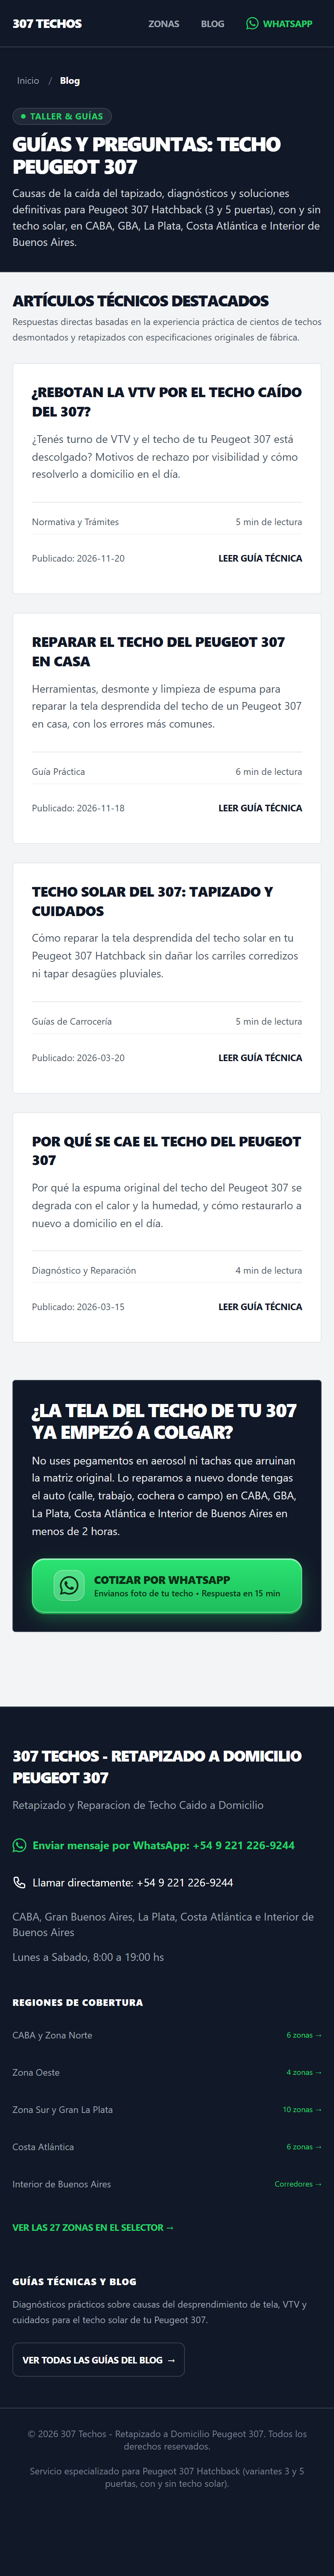 307 TECHOS
ZONAS
BLOG
WHATSAPP
Inicio / Blog
TALLER & GUÍAS
GUÍAS Y PREGUNTAS: TECHO
PEUGEOT 307
Causas de la caída del tapizado, diagnósticos y soluciones
definitivas para Peugeot 307 Hatchback (3 y 5 puertas), con y sin
techo solar, en CABA, GBA, La Plata, Costa Atlántica e Interior de
Buenos Aires.
ARTÍCULOS TÉCNICOS DESTACADOS
Respuestas directas basadas en la experiencia práctica de cientos de techos
desmontados y retapizados con especificaciones originales de fábrica.
¿REBOTAN LA VTV POR EL TECHO CAÍDO
DEL 307?
¿Tenés turno de VTV y el techo de tu Peugeot 307 está
descolgado? Motivos de rechazo por visibilidad y cómo
resolverlo a domicilio en el día.
Normativa y Trámites
5 min de lectura
Publicado: 2026-11-20
LEER GUÍA TÉCNICA
REPARAR EL TECHO DEL PEUGEOT 307
EN CASA
Herramientas, desmonte y limpieza de espuma para
reparar la tela desprendida del techo de un Peugeot 307
en casa, con los errores más comunes.
Guía Práctica
6 min de lectura
Publicado: 2026-11-18
LEER GUÍA TÉCNICA
TECHO SOLAR DEL 307: TAPIZADO Y
CUIDADOS
Cómo reparar la tela desprendida del techo solar en tu
Peugeot 307 Hatchback sin dañar los carriles corredizos
ni tapar desagües pluviales.
Guías de Carrocería
5 min de lectura
Publicado: 2026-03-20
LEER GUÍA TÉCNICA
POR QUÉ SE CAE EL TECHO DEL PEUGEOT
307
Por qué la espuma original del techo del Peugeot 307 se
degrada con el calor y la humedad, y cómo restaurarlo a
nuevo a domicilio en el día.
Diagnóstico y Reparación
4 min de lectura
Publicado: 2026-03-15
LEER GUÍA TÉCNICA
¿LA TELA DEL TECHO DE TU 307
YA EMPEZÓ A COLGAR?
No uses pegamentos en aerosol ni tachas que arruinan
la matriz original. Lo reparamos a nuevo donde tengas
el auto (calle, trabajo, cochera o campo) en CABA, GBA,
La Plata, Costa Atlántica e Interior de Buenos Aires en
menos de 2 horas.
COTIZAR POR WHATSAPP
Envianos foto de tu techo • Respuesta en 15 min
307 TECHOS - RETAPIZADO A DOMICILIO
PEUGEOT 307
Retapizado y Reparacion de Techo Caido a Domicilio
Enviar mensaje por WhatsApp: +54 9 221 226-9244
Llamar directamente: +54 9 221 226-9244
CABA, Gran Buenos Aires, La Plata, Costa Atlántica e Interior de
Buenos Aires
Lunes a Sabado, 8:00 a 19:00 hs
REGIONES DE COBERTURA
CABA y Zona Norte
6 zonas →
Zona Oeste
4 zonas →
Zona Sur y Gran La Plata
10 zonas →
Costa Atlántica
6 zonas →
Interior de Buenos Aires
Corredores →
VER LAS 27 ZONAS EN EL SELECTOR →
GUÍAS TÉCNICAS Y BLOG
Diagnósticos prácticos sobre causas del desprendimiento de tela, VTV y
cuidados para el techo solar de tu Peugeot 307.
VER TODAS LAS GUÍAS DEL BLOG →
© 2026 307 Techos - Retapizado a Domicilio Peugeot 307. Todos los
derechos reservados.
Servicio especializado para Peugeot 307 Hatchback (variantes 3 y 5
puertas, con y sin techo solar).